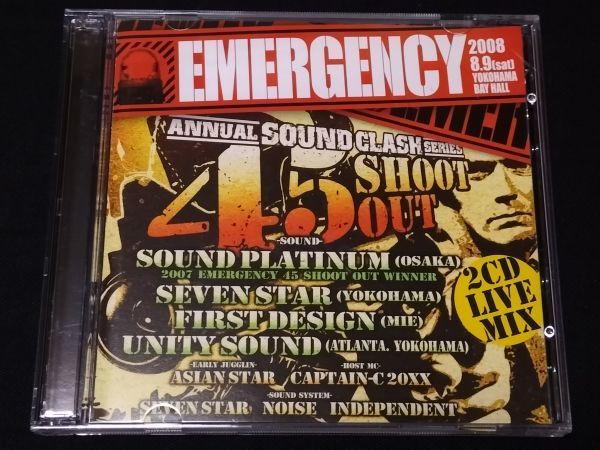 EMERGENCY
2008
8.9(sat)
YOKOHAMA
BAY HALL
ANNUAL SOUND CLASH SERIES
45 SHOOT
OUT
-SOUND-
SOUND PLATINUM (OSAKA)
2007 EMERGENCY 45 SHOOT OUT WINNER
SEVEN STAR (YOKOHAMA)
FIRST DESIGN (MIE)
UNITY SOUND (ATLANTA. YOKOHAMA)
2CD
LIVE
MIX
-EARLY JUGGLIN- -HOST MC-
ASIAN STAR CAPTAIN-C 20XX
-SOUND SYSTEM-
SEVEN STAR NOISE INDEPENDENT